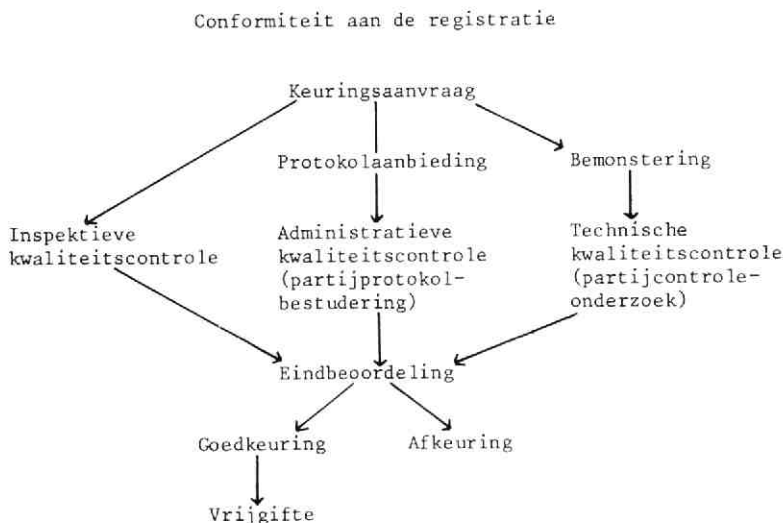 Conformiteit aan de registratie
Keuringsaanvraag
Protokolaanbieding
Bemonstering
Inspektieve
kwaliteitscontrole
Administratieve
kwaliteitscontrole
(partijprotokol-
bestudering)
Technische
kwaliteitscontrole
(partijcontrole-
onderzoek)
Eindbeoordeling
Goedkeuring
Afkeuring
Vrijgifte